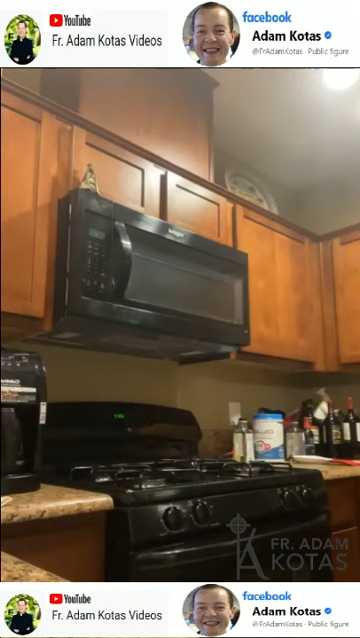 YouTube
Fr. Adam Kotas Videos
facebook
Adam Kotas
@FrAdamKotas · Public figure
FR. ADAM
KOTAS
YouTube
Fr. Adam Kotas Videos
facebook
Adam Kotas
@FrAdamKotas · Public figure